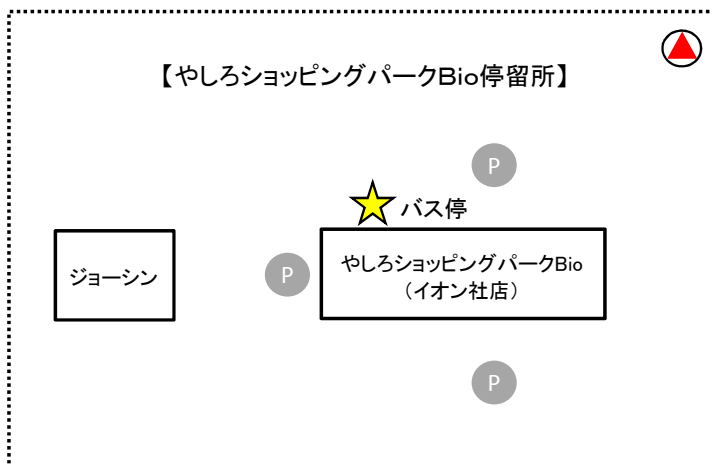 【やしろショッピングパークBio停留所】
P
バス停
ジョーシン
P
やしろショッピングパークBio
（イオン社店）
P